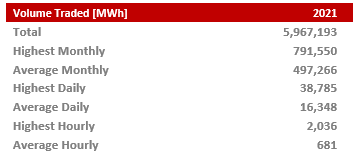 Volume Traded [MWh] 2021
Total 5,967,193
Highest Monthly 791,550
Average Monthly 497,266
Highest Daily 38,785
Average Daily 16,348
Highest Hourly 2,036
Average Hourly 681